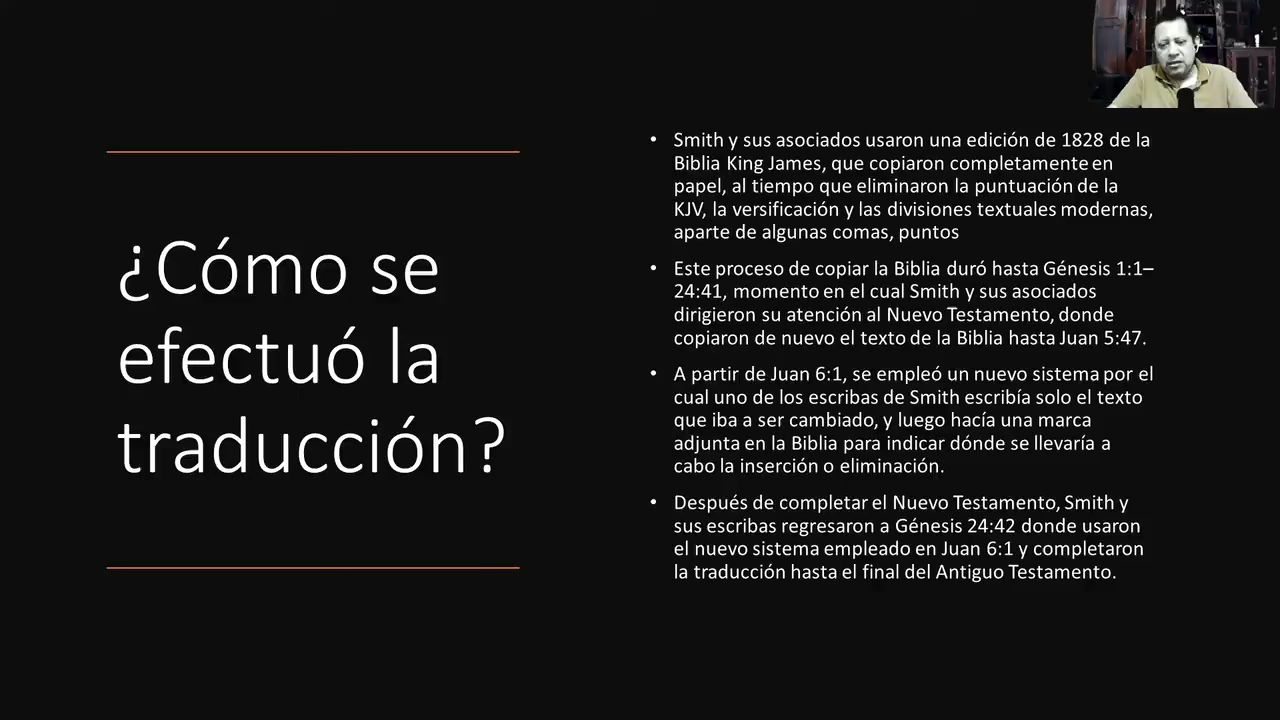 ¿Cómo se
efectuó la
traducción?
• Smith y sus asociados usaron una edición de 1828 de la
Biblia King James, que copiaron completamente en
papel, al tiempo que eliminaron la puntuación de la
KJV, la versificación y las divisiones textuales modernas,
aparte de algunas comas, puntos
• Este proceso de copiar la Biblia duró hasta Génesis 1:1–
24:41, momento en el cual Smith y sus asociados
dirigieron su atención al Nuevo Testamento, donde
copiaron de nuevo el texto de la Biblia hasta Juan 5:47.
• A partir de Juan 6:1, se empleó un nuevo sistema por el
cual uno de los escribas de Smith escribía solo el texto
que iba a ser cambiado, y luego hacía una marca
adjunta en la Biblia para indicar dónde se llevaría a
cabo la inserción o eliminación.
• Después de completar el Nuevo Testamento, Smith y
sus escribas regresaron a Génesis 24:42 donde usaron
el nuevo sistema empleado en Juan 6:1 y completaron
la traducción hasta el final del Antiguo Testamento.